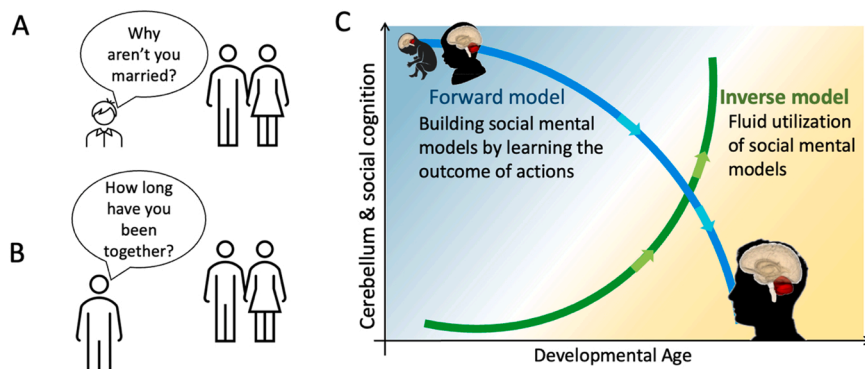 A
Why
aren't you
married?
B
How long
have you
been
together?
C
Cerebellum & social cognition
Forward model
Building social mental
models by learning the
outcome of actions
Inverse model
Fluid utilization
of social mental
models
Developmental Age